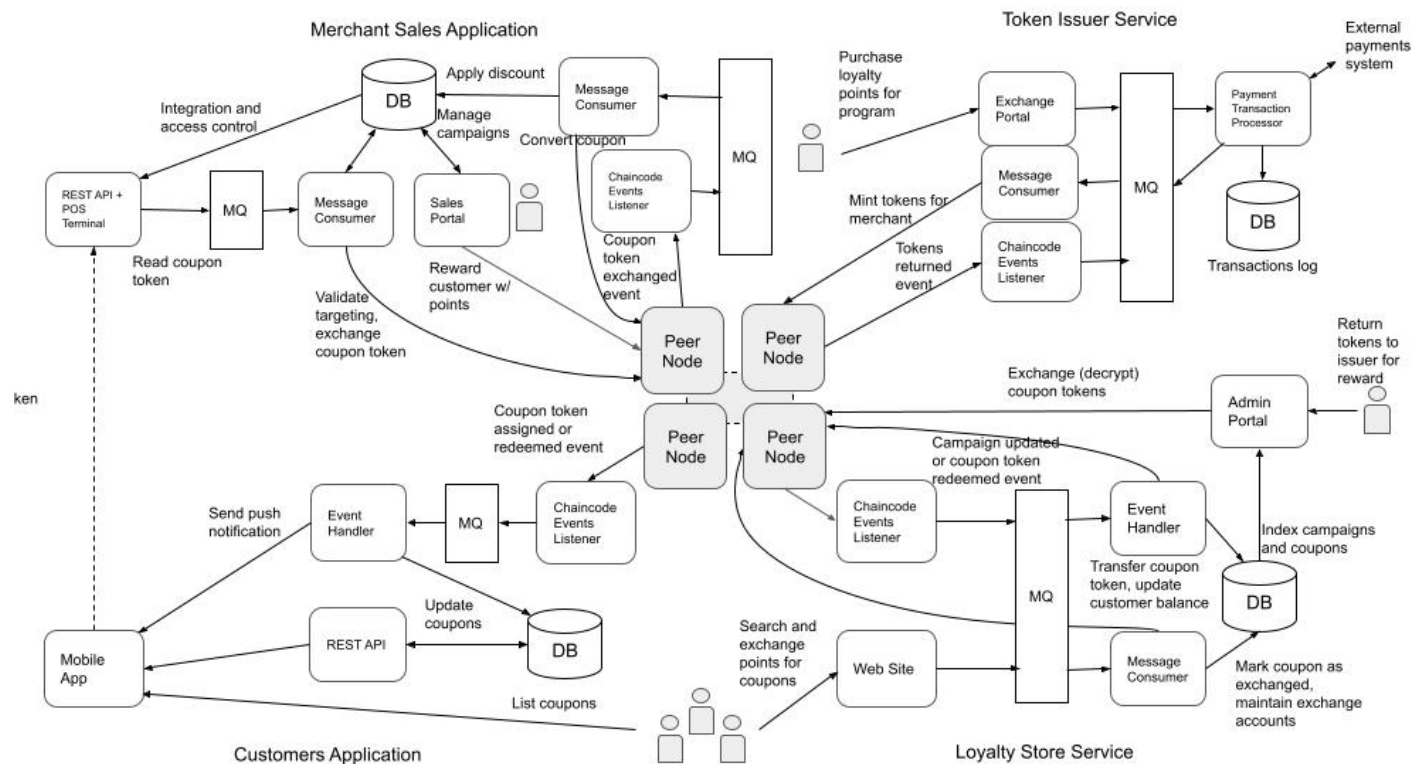 Merchant Sales Application
Token Issuer Service
External
payments
system
Apply discount
Message
Consumer
DB
Purchase
loyalty
points for
program
Exchange
Portal
Payment
Transaction
Processor
Integration and
access control
Manage
campaigns
Convert coupon
MQ
MQ
Chaincode
Events
Listener
Message
Consumer
REST API +
POS
Terminal
MQ
Message
Consumer
Sales
Portal
Mint tokens for
merchant
DB
Transactions log
Read coupon
token
Coupon
token
exchanged
event
Tokens
returned
event
Chaincode
Events
Listener
Reward
customer w/
points
Validate
targeting,
exchange
coupon token
Peer
Node
Peer
Node
Return
tokens to
issuer for
reward
Exchange (decrypt)
coupon tokens
Admin
Portal
ken
Coupon token
assigned or
redeemed event
Peer
Node
Peer
Node
Campaign updated
or coupon token
redeemed event
Send push
notification
Event
Handler
MQ
Chaincode
Events
Listener
Chaincode
Events
Listener
Event
Handler
Index campaigns
and coupons
MQ
Transfer coupon
token, update
customer balance
DB
Update
coupons
Mobile
App
REST API
DB
Search and
exchange
points for
coupons
Web Site
Message
Consumer
Mark coupon as
exchanged,
maintain exchange
accounts
List coupons
Customers Application
Loyalty Store Service